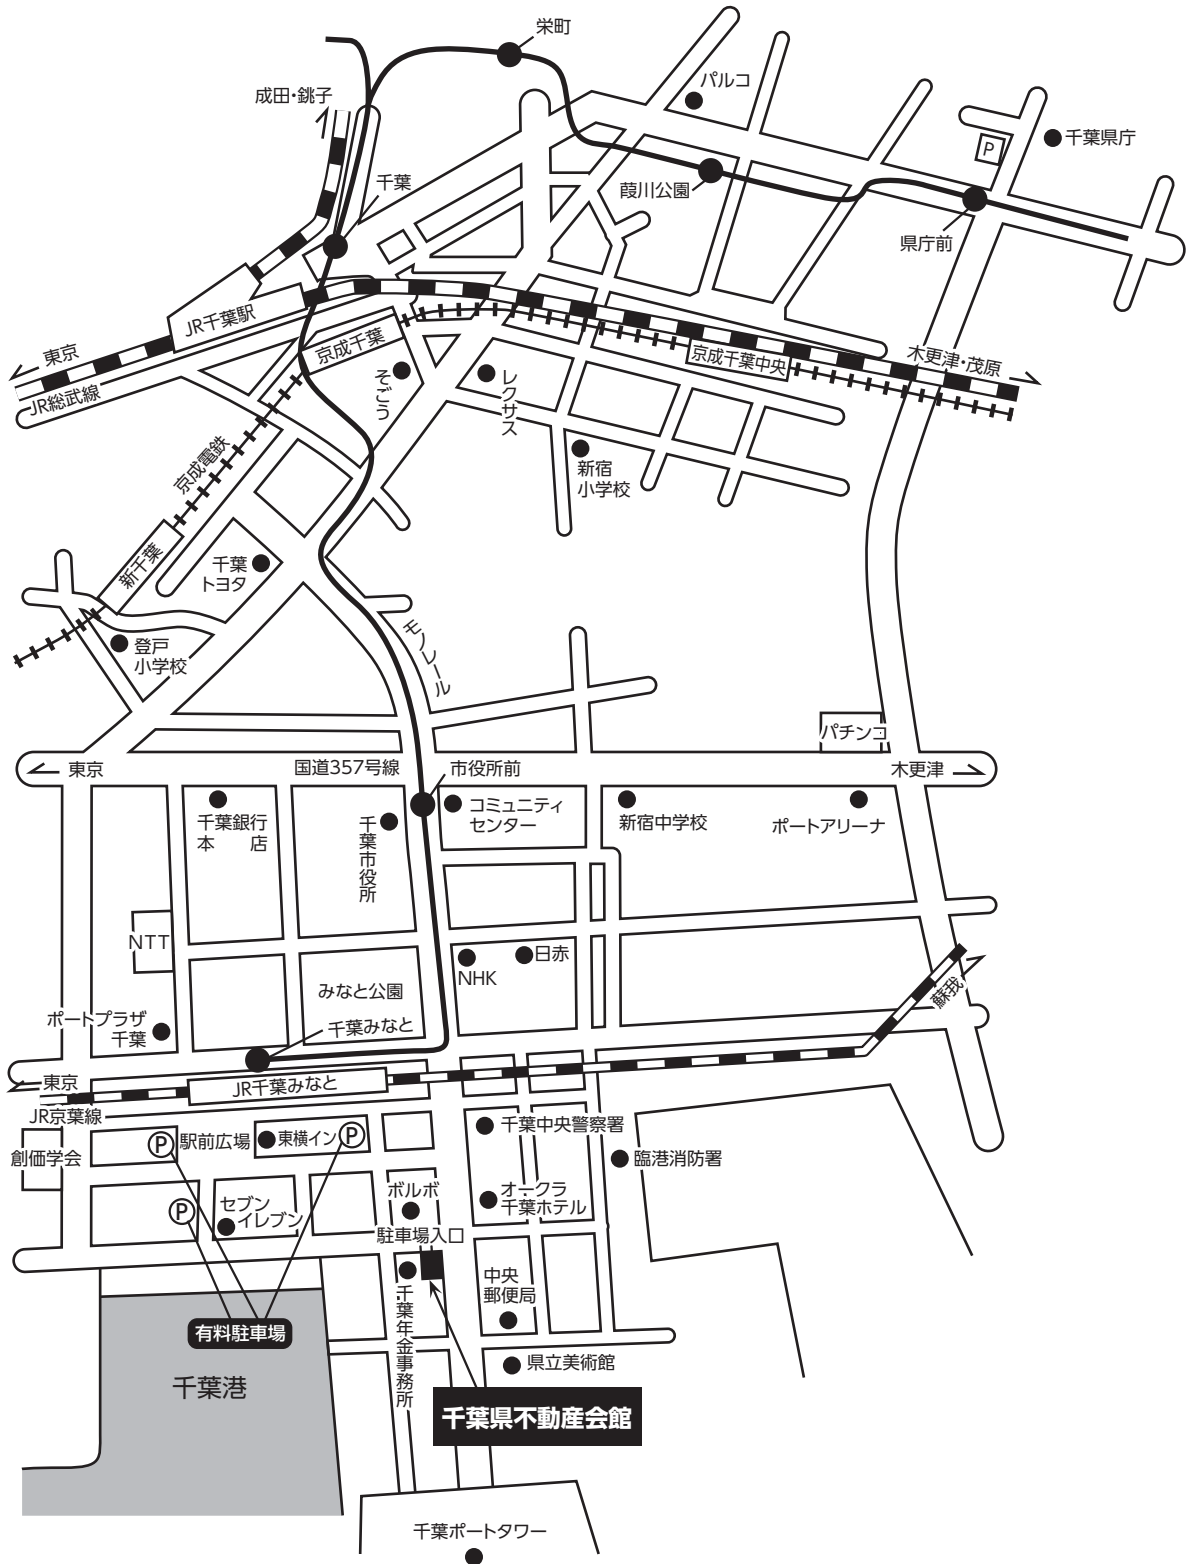 栄町
パルコ
成田・銚子
千葉県庁
P
千葉
葭川公園
県庁前
JR千葉駅
東京
京成千葉
京成千葉中央
木更津・茂原
JR総武線
そごう
レクサス
京成電鉄
新宿
小学校
新千葉
千葉
トヨタ
モノレール
登戸
小学校
パチンコ
東京
国道357号線
市役所前
木更津
千葉銀行
本 店
千葉市役所
コミュニティ
センター
新宿中学校
ポートアリーナ
NTT
NHK
日赤
みなと公園
蘇我
ポートプラザ
千葉
千葉みなと
東京
JR千葉みなと
JR京葉線
創価学会
P
駅前広場
東横イン
P
千葉中央警察署
臨港消防署
P
セブン
イレブン
ボルボ
オークラ
千葉ホテル
駐車場入口
中央
郵便局
千葉年金事務所
有料駐車場
県立美術館
千葉港
千葉県不動産会館
千葉ポートタワー